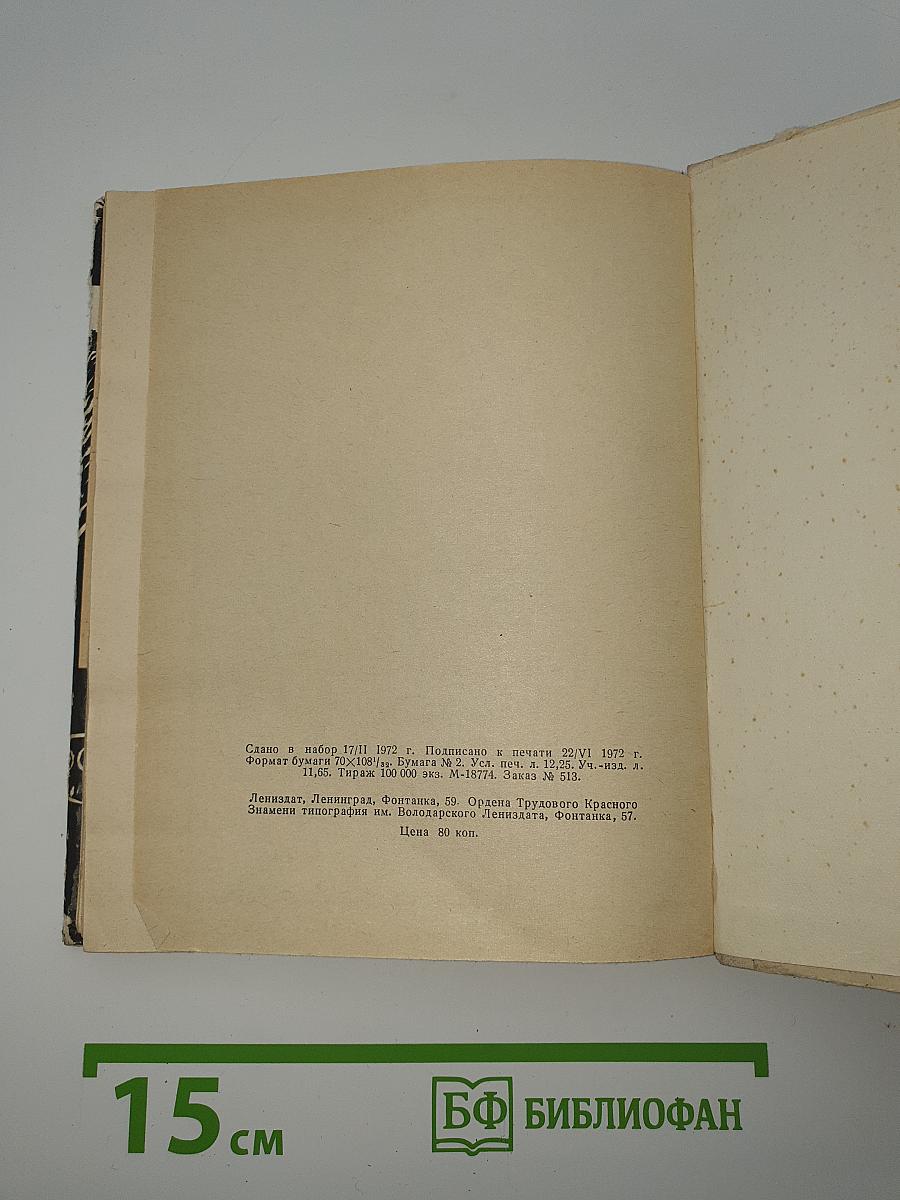 Сдано в набор 17/II 1972 г. Подписано к печати 22/VI 1972 г.
Формат бумаги 70×108¹/₃₂. Бумага № 2. Усл. печ. л. 12,25. Уч.-изд. л.
11,65. Тираж 100 000 экз. М-18774. Заказ № 513.
Лениздат, Ленинград, Фонтанка, 59. Ордена Трудового Красного
Знамени типография им. Володарского Лениздата, Фонтанка, 57.
Цена 80 коп.
15 см
БФ БИБЛИОФАН